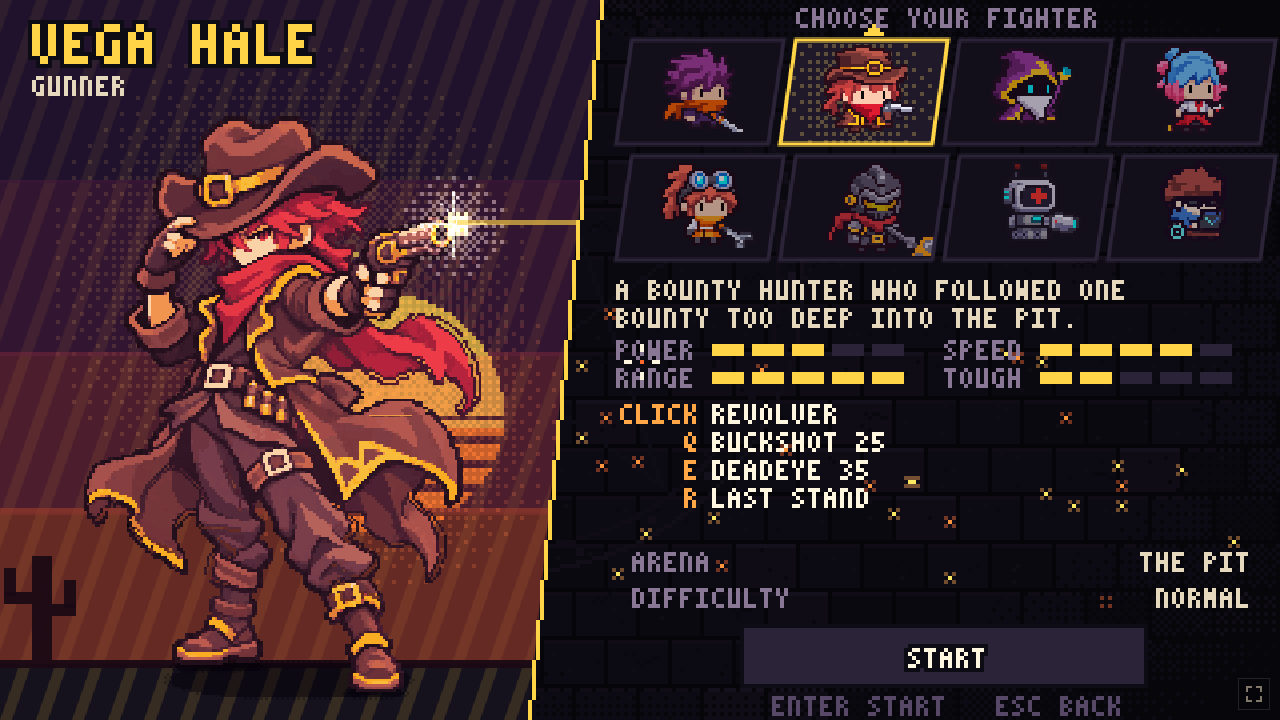 VEGA HALE
GUNNER
CHOOSE YOUR FIGHTER
A BOUNTY HUNTER WHO FOLLOWED ONE
BOUNTY TOO DEEP INTO THE PIT.
POWER SPEED
RANGE TOUGH
CLICK REVOLVER
Q BUCKSHOT 25
E DEADEYE 35
R LAST STAND
ARENA THE PIT
DIFFICULTY NORMAL
START
ENTER START ESC BACK